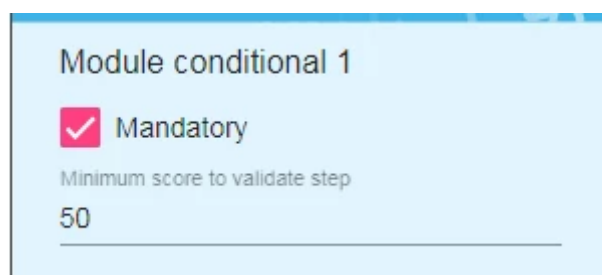 Module conditional 1
Mandatory
Minimum score to validate step
50